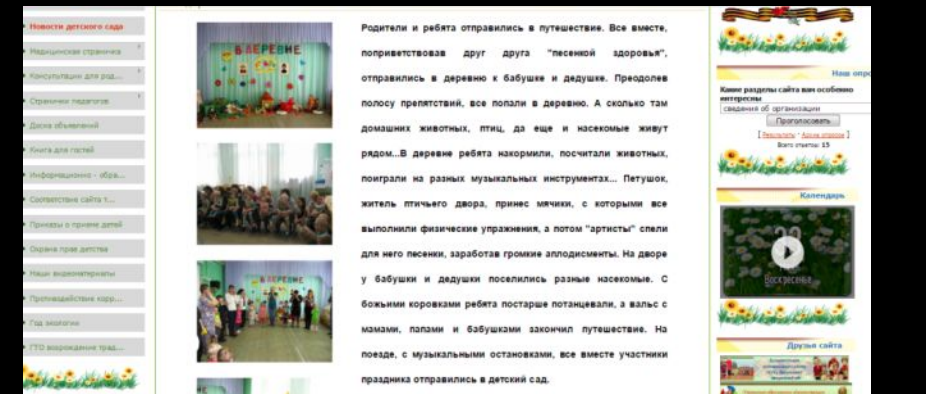 Новости детского сада
Медицинская страничка
Консультации для род...
Странички педагогов
Доска объявлений
Книга для гостей
Информационно - обра...
Соответствие сайта т...
Приказы о приеме детей
Охрана прав детства
Наши видеоматериалы
Противодействие корр...
Год экологии
ГТО возрождение трад...
В ДЕРЕВНЕ
Родители и ребята отправились в путешествие. Все вместе,
поприветствовав друг друга "песенкой здоровья",
отправились в деревню к бабушке и дедушке. Преодолев
полосу препятствий, все попали в деревню. А сколько там
домашних животных, птиц, да еще и насекомые живут
рядом...В деревне ребята накормили, посчитали животных,
поиграли на разных музыкальных инструментах... Петушок,
житель птичьего двора, принес мячики, с которыми все
выполнили физические упражнения, а потом "артисты" спели
для него песенки, заработав громкие аплодисменты. На дворе
у бабушки и дедушки поселились разные насекомые. С
божьими коровками ребята постарше потанцевали, а вальс с
мамами, папами и бабушками закончил путешествие. На
поезде, с музыкальными остановками, все вместе участники
праздника отправились в детский сад.
В ДЕРЕВНЕ
Наш опро
Какие разделы сайта вам особенно
интересны
сведения об организации
Проголосовать
[ Результаты · Архив опросов ]
Всего ответов: 15
Календарь
Воскресенье
Друзья сайта